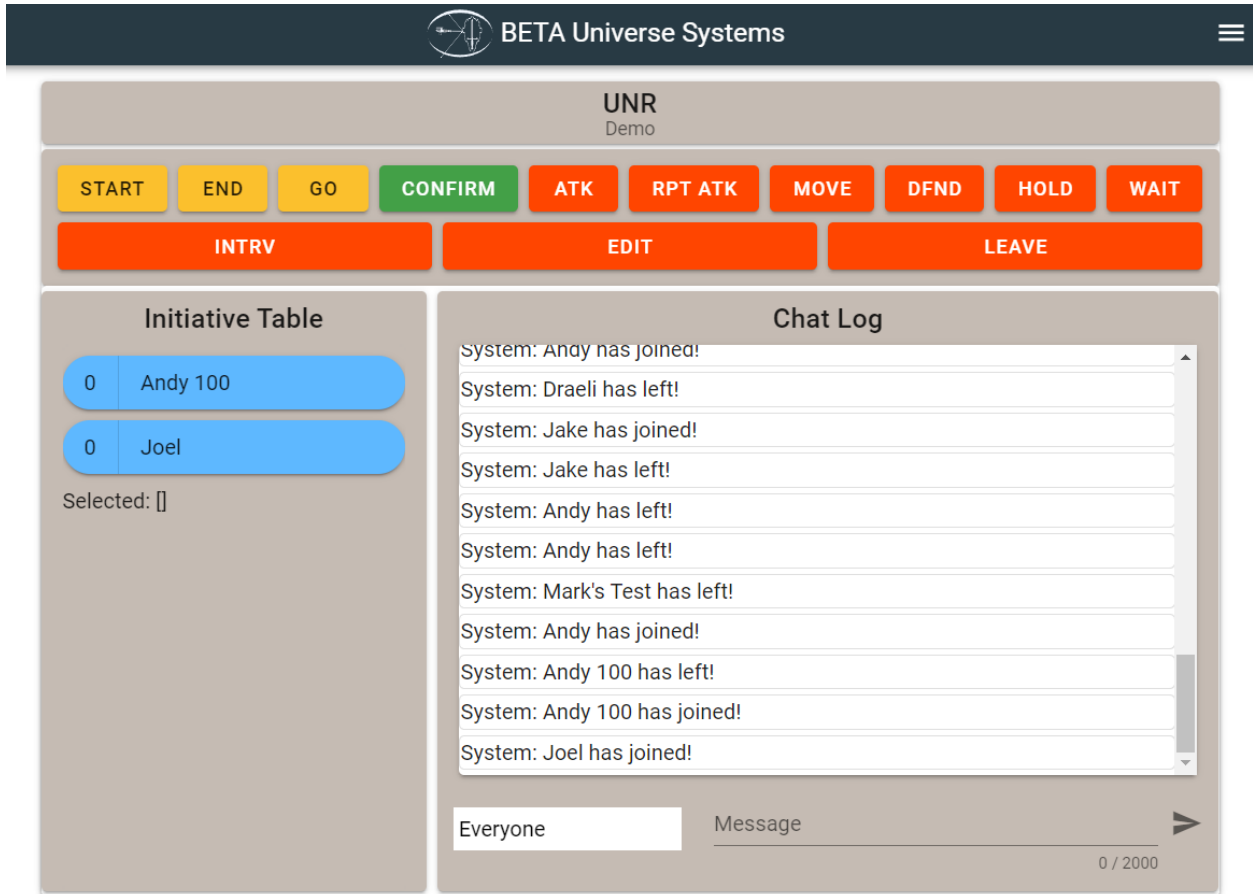 BETA Universe Systems
UNR
Demo
START END GO CONFIRM ATK RPT ATK MOVE DFND HOLD WAIT
INTRV EDIT LEAVE
Initiative Table
0 Andy 100
0 Joel
Selected: []
Chat Log
System: Andy has joined!
System: Draeli has left!
System: Jake has joined!
System: Jake has left!
System: Andy has left!
System: Andy has left!
System: Mark's Test has left!
System: Andy has joined!
System: Andy 100 has left!
System: Andy 100 has joined!
System: Joel has joined!
Everyone Message
0 / 2000